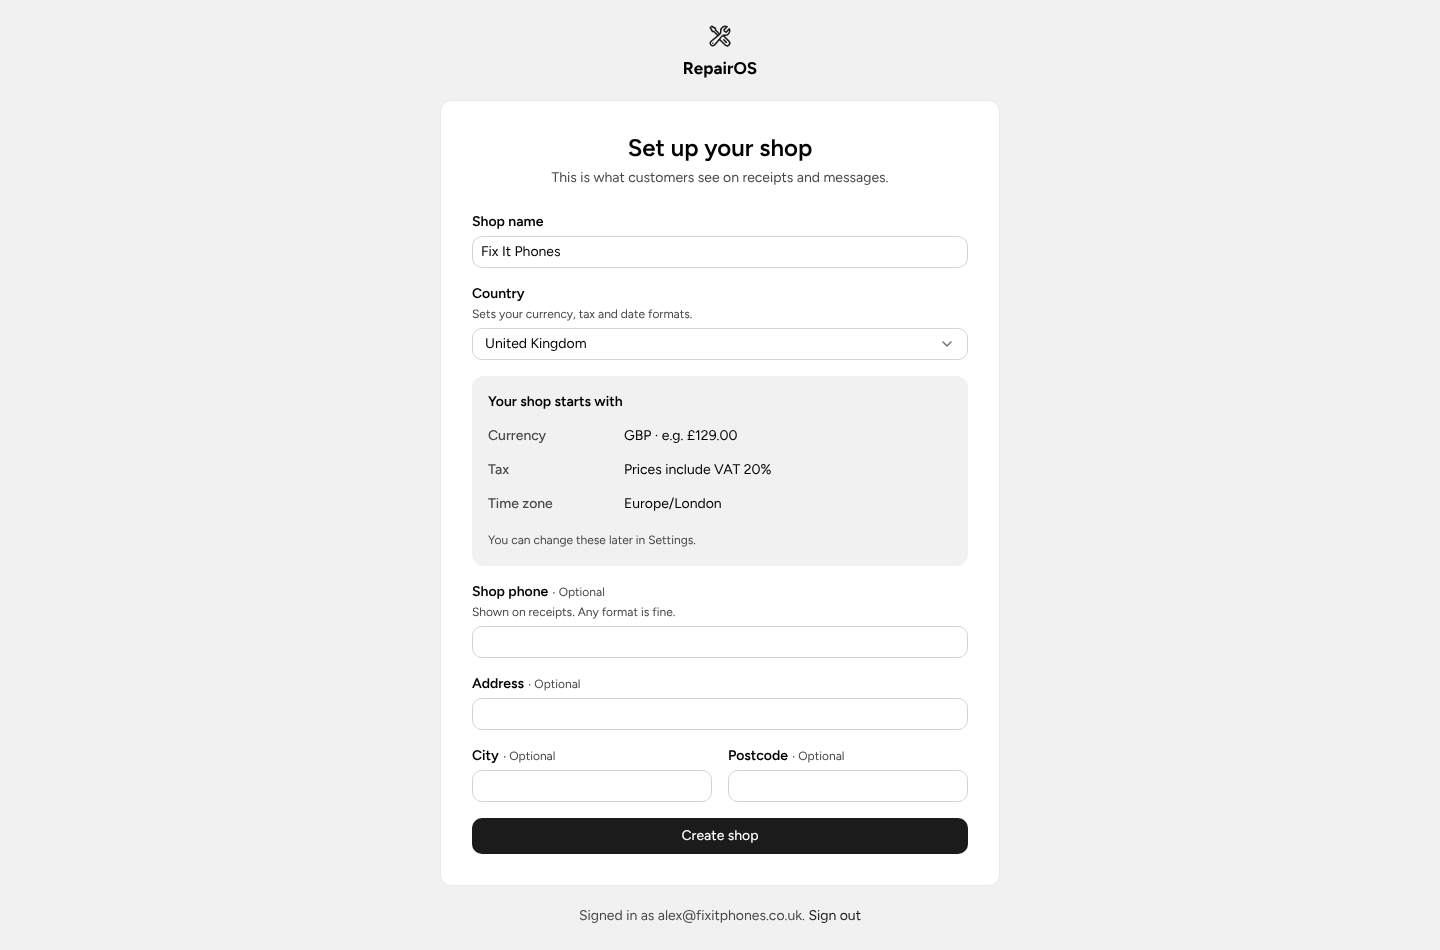 RepairOS
Set up your shop
This is what customers see on receipts and messages.
Shop name
Fix It Phones
Country
Sets your currency, tax and date formats.
United Kingdom
Your shop starts with
Currency GBP · e.g. £129.00
Tax Prices include VAT 20%
Time zone Europe/London
You can change these later in Settings.
Shop phone · Optional
Shown on receipts. Any format is fine.
Address · Optional
City · Optional Postcode · Optional
Create shop
Signed in as alex@fixitphones.co.uk. Sign out